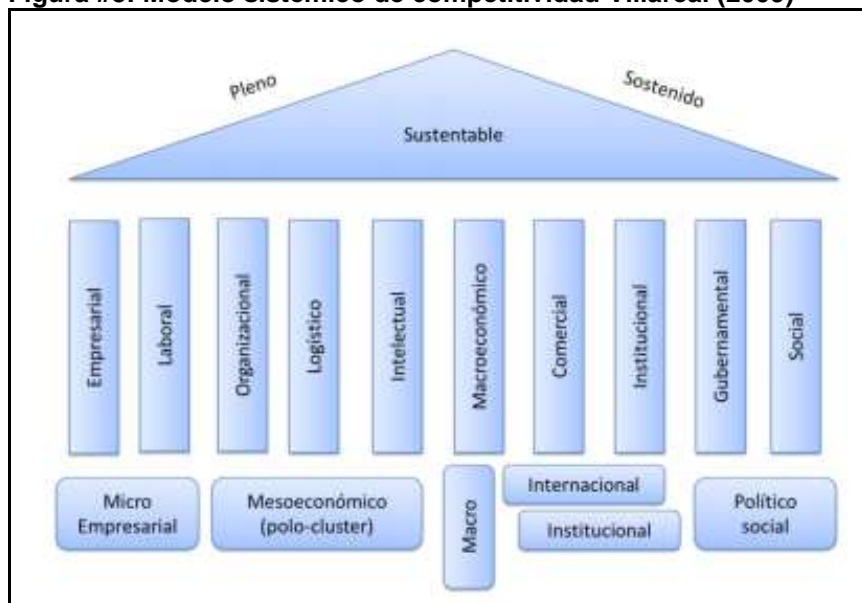 Pleno
Sostenido
Sustentable
Empresarial
Laboral
Organizacional
Logístico
Intelectual
Macroeconómico
Comercial
Institucional
Gubernamental
Social
Micro
Empresarial
Mesoeconómico
(polo-cluster)
Macro
Internacional
Institucional
Político
social